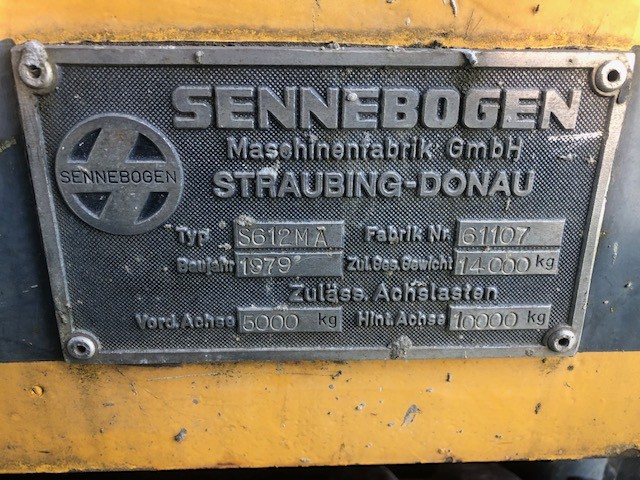 SENNEBOGEN
Maschinenfabrik GmbH
STRAUBING-DONAU
SENNEBOGEN
Typ S612MA Fabrik Nr. 61107
Baujahr 1979 Zul.Ges.Gewicht 14000 kg
Zuläss. Achslasten
Vord.Achse 5000 kg Hint.Achse 10000 kg